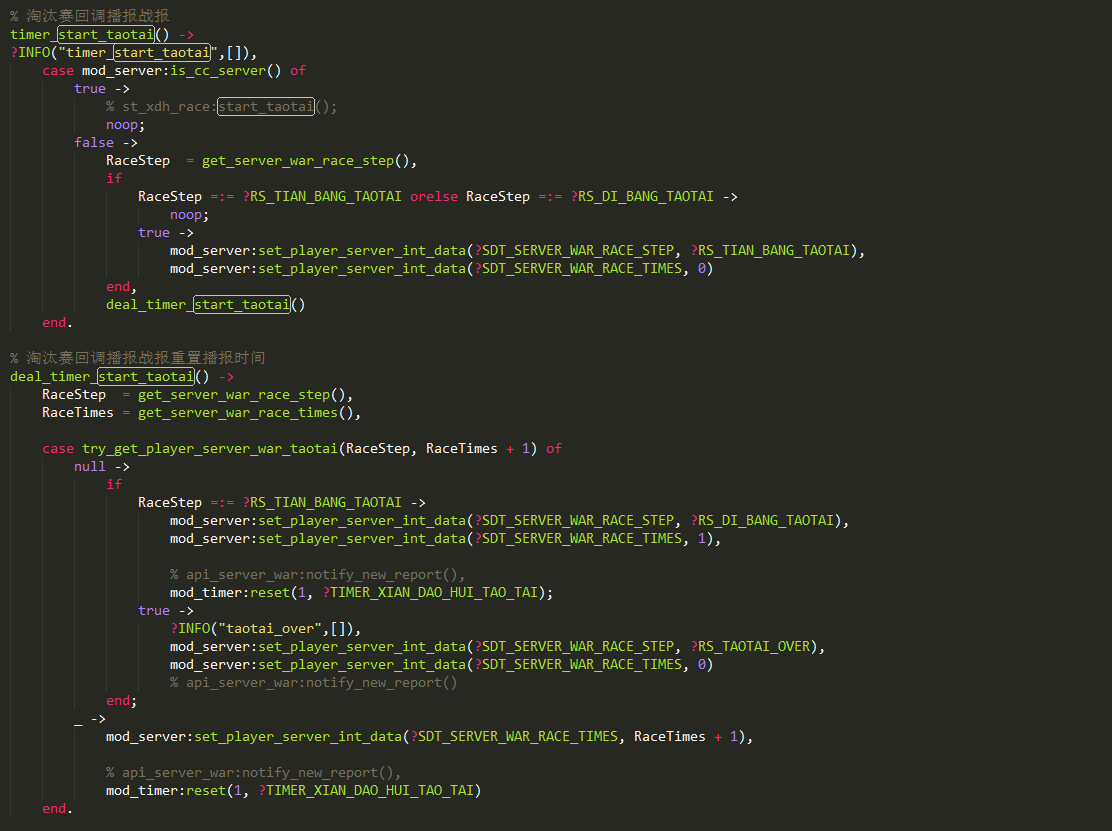 % 淘汰赛回调播报战报
timer_start_taotai() ->
?INFO("timer_start_taotai",[]),
    case mod_server:is_cc_server() of
        true ->
            % st_xdh_race:start_taotai();
            noop;
        false ->
            RaceStep  = get_server_war_race_step(),
            if
                RaceStep =:= ?RS_TIAN_BANG_TAOTAI orelse RaceStep =:= ?RS_DI_BANG_TAOTAI ->
                    noop;
                true ->
                    mod_server:set_player_server_int_data(?SDT_SERVER_WAR_RACE_STEP, ?RS_TIAN_BANG_TAOTAI),
                    mod_server:set_player_server_int_data(?SDT_SERVER_WAR_RACE_TIMES, 0)
            end,
            deal_timer_start_taotai()
    end.

% 淘汰赛回调播报战报重置播报时间
deal_timer_start_taotai() ->
    RaceStep  = get_server_war_race_step(),
    RaceTimes = get_server_war_race_times(),

    case try_get_player_server_war_taotai(RaceStep, RaceTimes + 1) of
        null ->
            if
                RaceStep =:= ?RS_TIAN_BANG_TAOTAI ->
                    mod_server:set_player_server_int_data(?SDT_SERVER_WAR_RACE_STEP, ?RS_DI_BANG_TAOTAI),
                    mod_server:set_player_server_int_data(?SDT_SERVER_WAR_RACE_TIMES, 1),

                    % api_server_war:notify_new_report(),
                    mod_timer:reset(1, ?TIMER_XIAN_DAO_HUI_TAO_TAI);
                true ->
                    ?INFO("taotai_over",[]),
                    mod_server:set_player_server_int_data(?SDT_SERVER_WAR_RACE_STEP, ?RS_TAOTAI_OVER),
                    mod_server:set_player_server_int_data(?SDT_SERVER_WAR_RACE_TIMES, 0)
                    % api_server_war:notify_new_report()
            end;
        _ ->
            mod_server:set_player_server_int_data(?SDT_SERVER_WAR_RACE_TIMES, RaceTimes + 1),

            % api_server_war:notify_new_report(),
            mod_timer:reset(1, ?TIMER_XIAN_DAO_HUI_TAO_TAI)
    end.